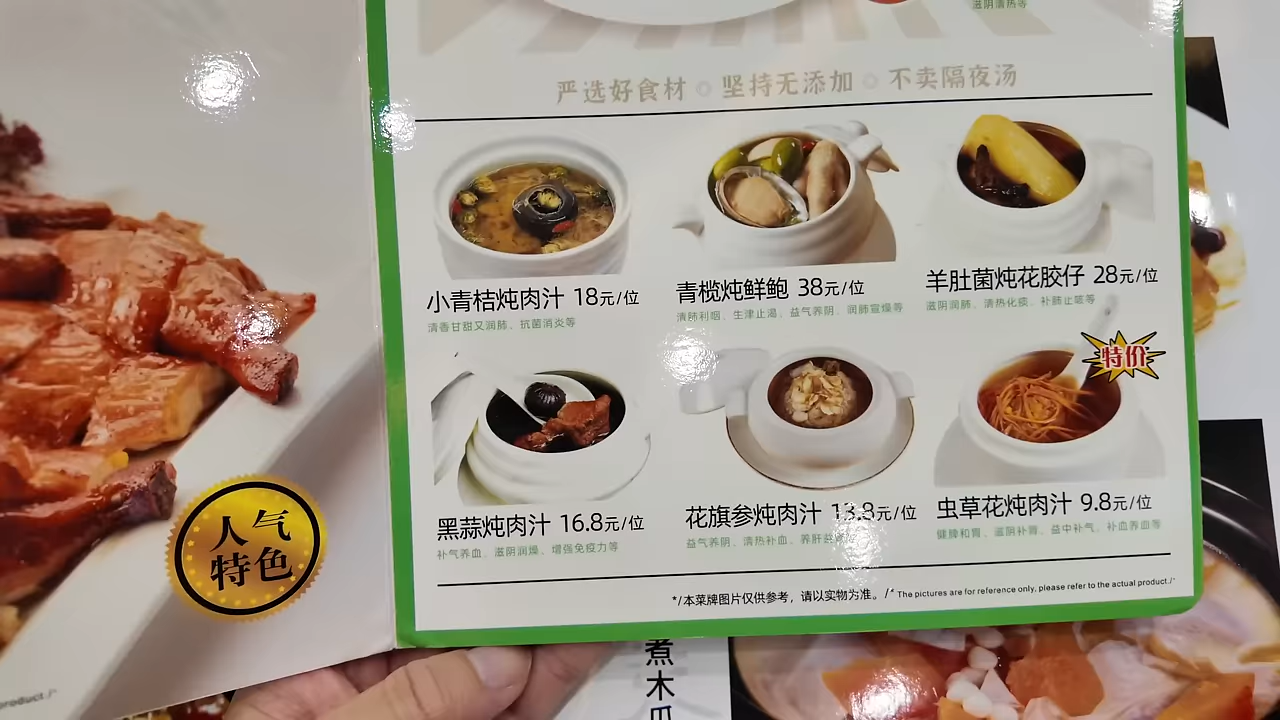 滋阴清热等
严选好食材 坚持无添加 不卖隔夜汤
小青桔炖肉汁 18元/位
清香甘甜又润肺、抗菌消炎等
青榄炖鲜鲍 38元/位
清肺利咽、生津止渴、益气养阴、润肺宣燥等
羊肚菌炖花胶仔 28元/位
滋阴润肺、清热化痰、补肺止咳等
特价
黑蒜炖肉汁 16.8元/位
补气养血、滋阴润燥、增强免疫力等
花旗参炖肉汁 13.8元/位
益气养阴、清热补血、养肝
虫草花炖肉汁 9.8元/位
健脾和胃、滋阴补肾、益中补气、补血养血等
*/本菜牌图片仅供参考，请以实物为准。/* The pictures are for reference only, please refer to the actual product./*
人气
特色
product./*
煮木瓜